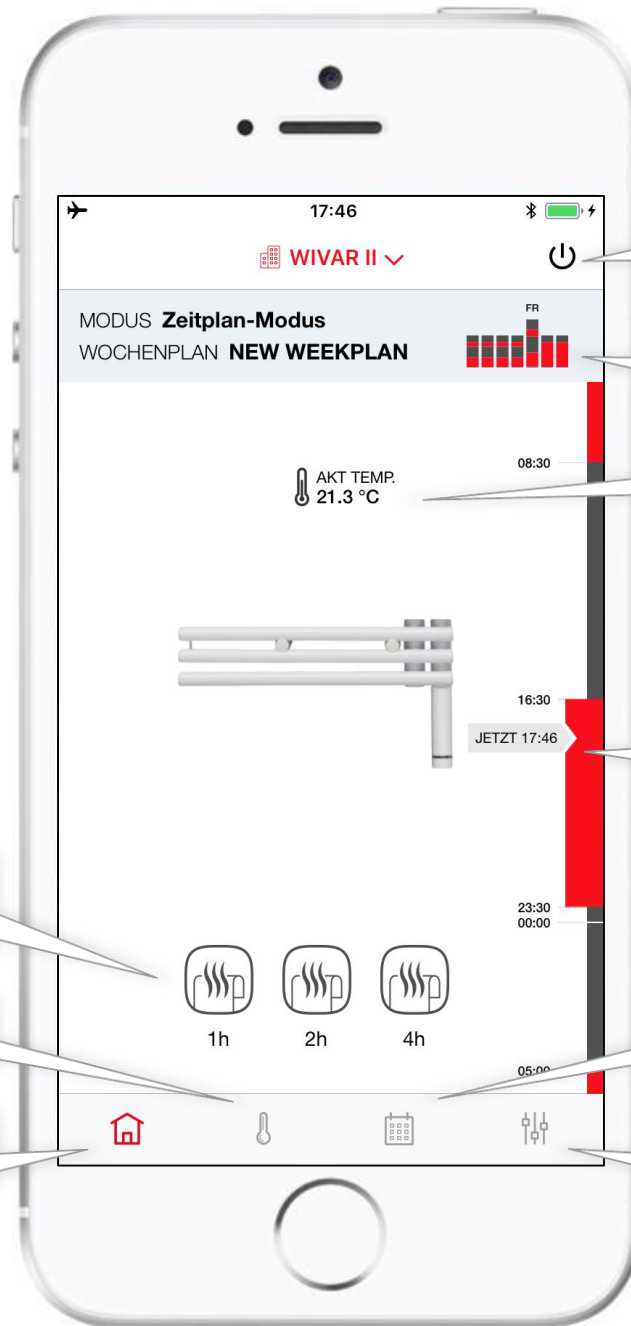 17:46
WIVAR II
MODUS Zeitplan-Modus
WOCHENPLAN NEW WEEKPLAN
FR
08:30
AKT TEMP.
21.3 °C
16:30
JETZT 17:46
23:30
00:00
1h 2h 4h
05:00